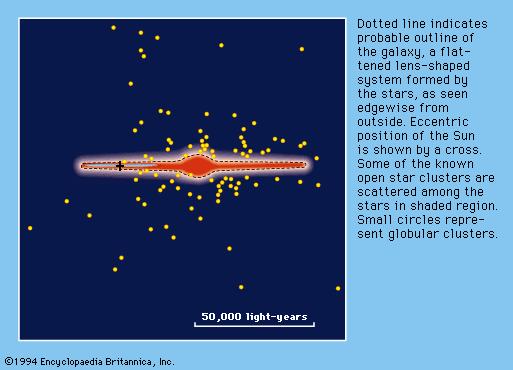 Dotted line indicates
probable outline of
the galaxy, a flat-
tened lens-shaped
system formed by
the stars, as seen
edgewise from
outside. Eccentric
position of the Sun
is shown by a cross.
Some of the known
open star clusters are
scattered among the
stars in shaded region.
Small circles repre-
sent globular clusters.
50,000 light-years
©1994 Encyclopaedia Britannica, Inc.